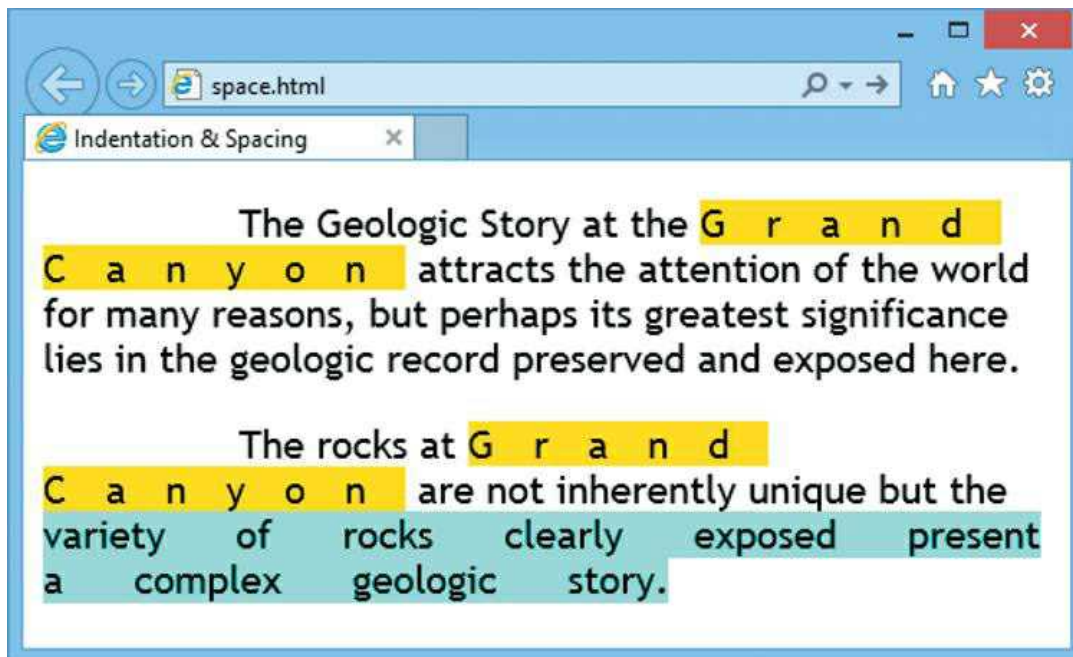 space.html
Indentation & Spacing
The Geologic Story at the G r a n d
C a n y o n attracts the attention of the world
for many reasons, but perhaps its greatest significance
lies in the geologic record preserved and exposed here.
The rocks at G r a n d
C a n y o n are not inherently unique but the
variety of rocks clearly exposed present
a complex geologic story.